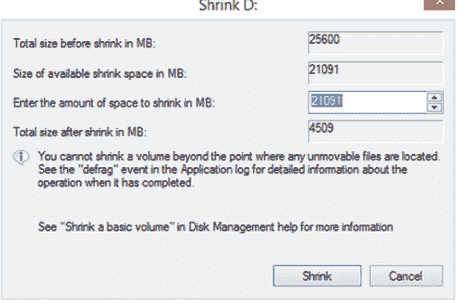 Shrink D:
Total size before shrink in MB: 25600
Size of available shrink space in MB: 21091
Enter the amount of space to shrink in MB: 21091
Total size after shrink in MB: 4509
You cannot shrink a volume beyond the point where any unmovable files are located.
See the "defrag" event in the Application log for detailed information about the
operation when it has completed.
See "Shrink a basic volume" in Disk Management help for more information
Shrink Cancel